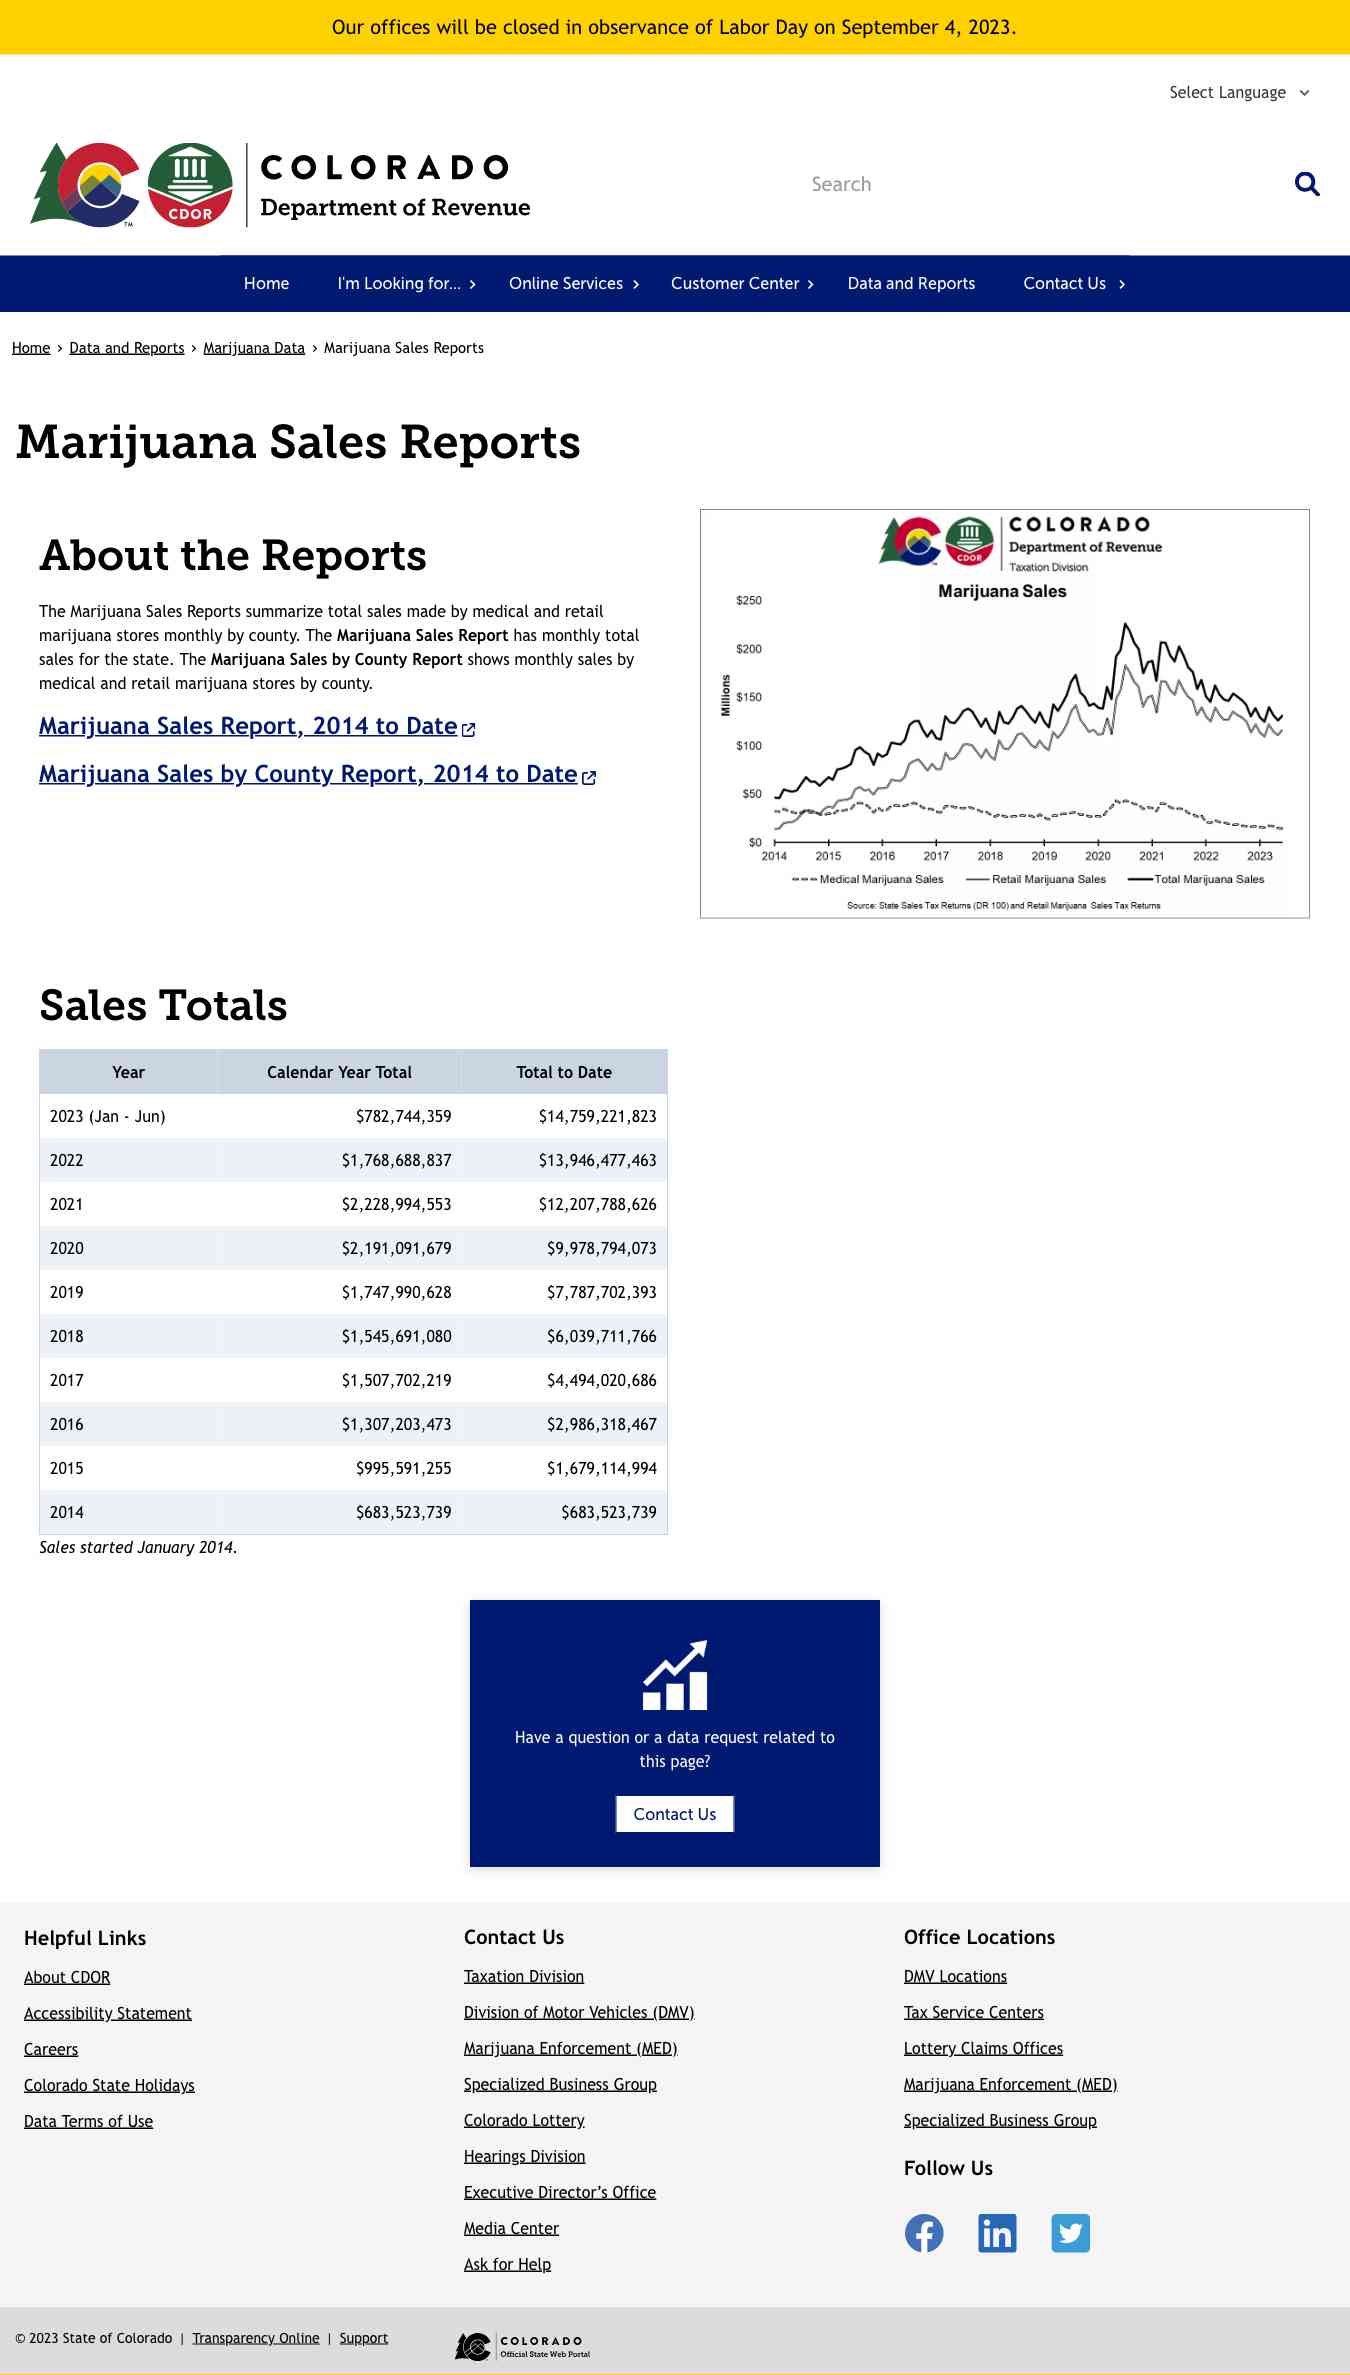 Our offices will be closed in observance of Labor Day on September 4, 2023.
Select Language
CDOR
TM
COLORADO
Department of Revenue
Search
Home I'm Looking for... Online Services Customer Center Data and Reports Contact Us
Home › Data and Reports › Marijuana Data › Marijuana Sales Reports
Marijuana Sales Reports
About the Reports
The Marijuana Sales Reports summarize total sales made by medical and retail
marijuana stores monthly by county. The Marijuana Sales Report has monthly total
sales for the state. The Marijuana Sales by County Report shows monthly sales by
medical and retail marijuana stores by county.
Marijuana Sales Report, 2014 to Date
Marijuana Sales by County Report, 2014 to Date
CDOR
COLORADO
Department of Revenue
Taxation Division
Marijuana Sales
Millions
$250
$200
$150
$100
$50
$0
2014 2015 2016 2017 2018 2019 2020 2021 2022 2023
Medical Marijuana Sales Retail Marijuana Sales Total Marijuana Sales
Source: State Sales Tax Returns (DR 100) and Retail Marijuana Sales Tax Returns
Sales Totals
Year Calendar Year Total Total to Date
2023 (Jan - Jun) $782,744,359 $14,759,221,823
2022 $1,768,688,837 $13,946,477,463
2021 $2,228,994,553 $12,207,788,626
2020 $2,191,091,679 $9,978,794,073
2019 $1,747,990,628 $7,787,702,393
2018 $1,545,691,080 $6,039,711,766
2017 $1,507,702,219 $4,494,020,686
2016 $1,307,203,473 $2,986,318,467
2015 $995,591,255 $1,679,114,994
2014 $683,523,739 $683,523,739
Sales started January 2014.
Have a question or a data request related to
this page?
Contact Us
Helpful Links
About CDOR
Accessibility Statement
Careers
Colorado State Holidays
Data Terms of Use
Contact Us
Taxation Division
Division of Motor Vehicles (DMV)
Marijuana Enforcement (MED)
Specialized Business Group
Colorado Lottery
Hearings Division
Executive Director’s Office
Media Center
Ask for Help
Office Locations
DMV Locations
Tax Service Centers
Lottery Claims Offices
Marijuana Enforcement (MED)
Specialized Business Group
Follow Us
© 2023 State of Colorado | Transparency Online | Support
COLORADO
Official State Web Portal